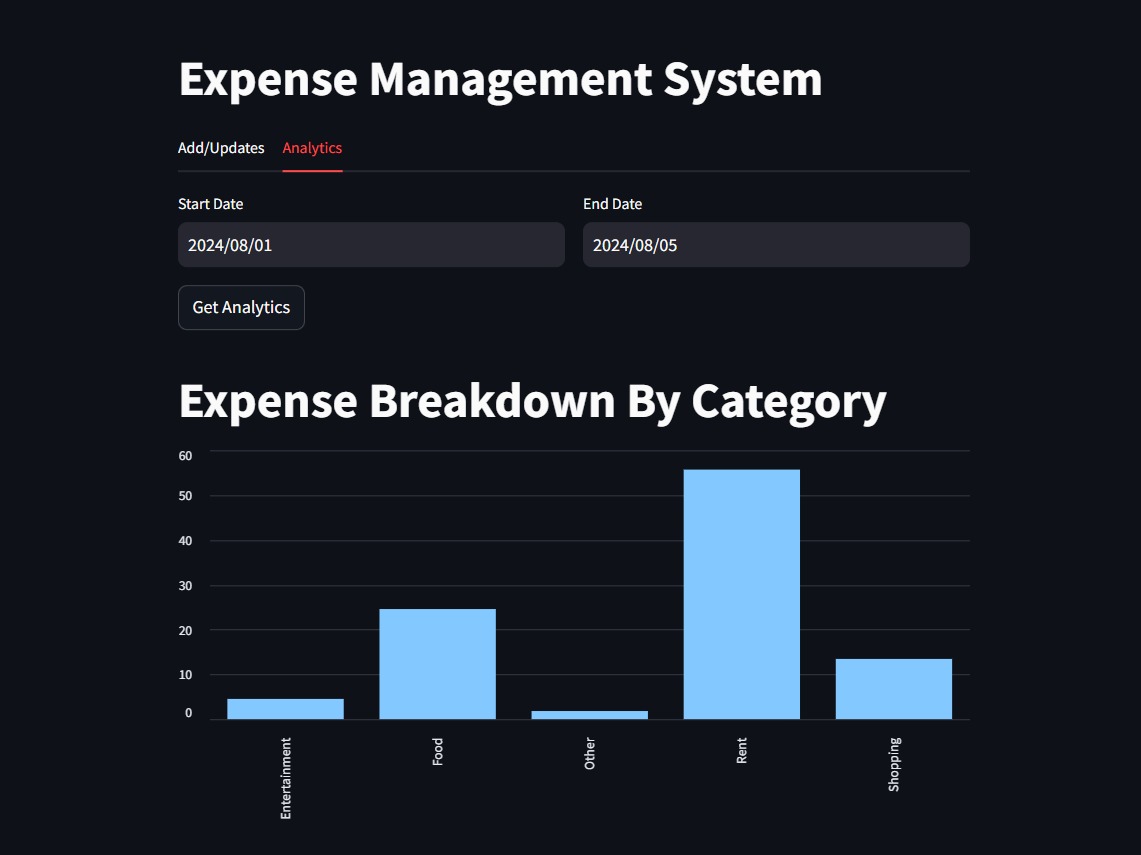 Expense Management System
Add/Updates Analytics
Start Date End Date
2024/08/01 2024/08/05
Get Analytics
Expense Breakdown By Category
60
50
40
30
20
10
0
Entertainment Food Other Rent Shopping